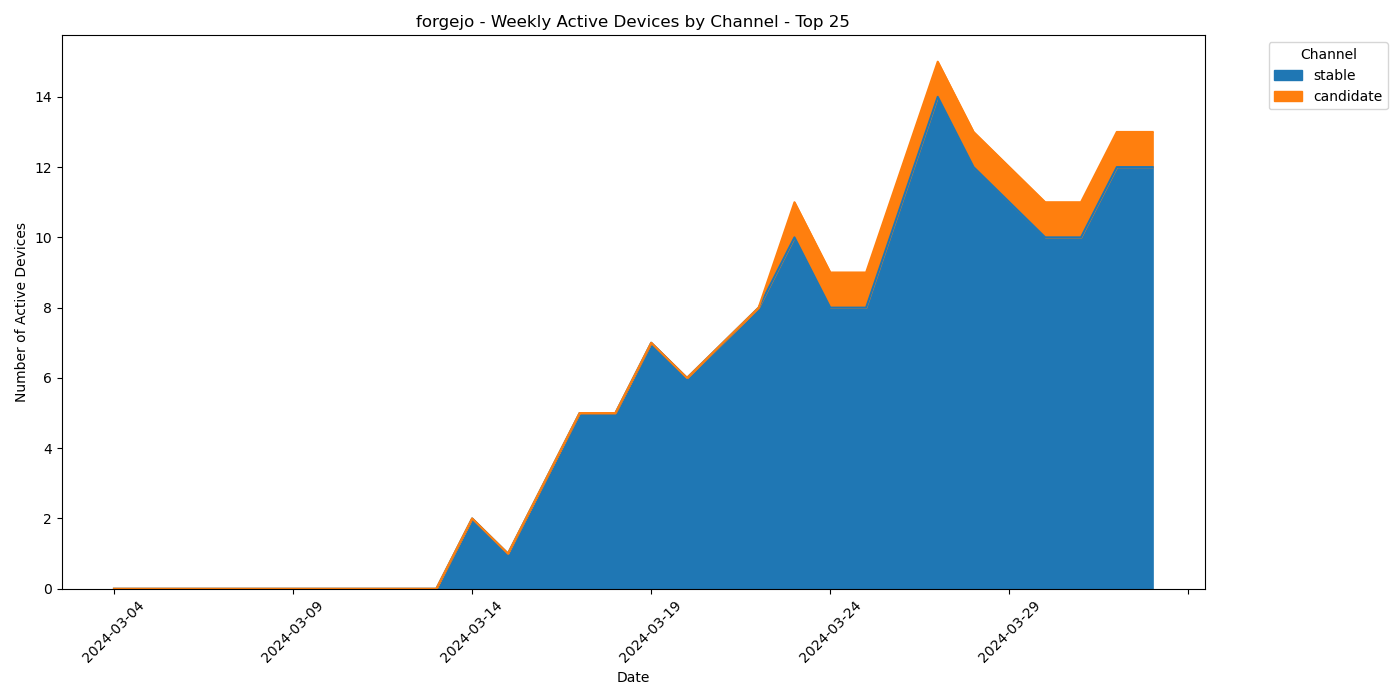 forgejo - Weekly Active Devices by Channel - Top 25
Channel
stable
candidate
Number of Active Devices
14
12
10
8
6
4
2
0
2024-03-04
2024-03-09
2024-03-14
2024-03-19
2024-03-24
2024-03-29
Date